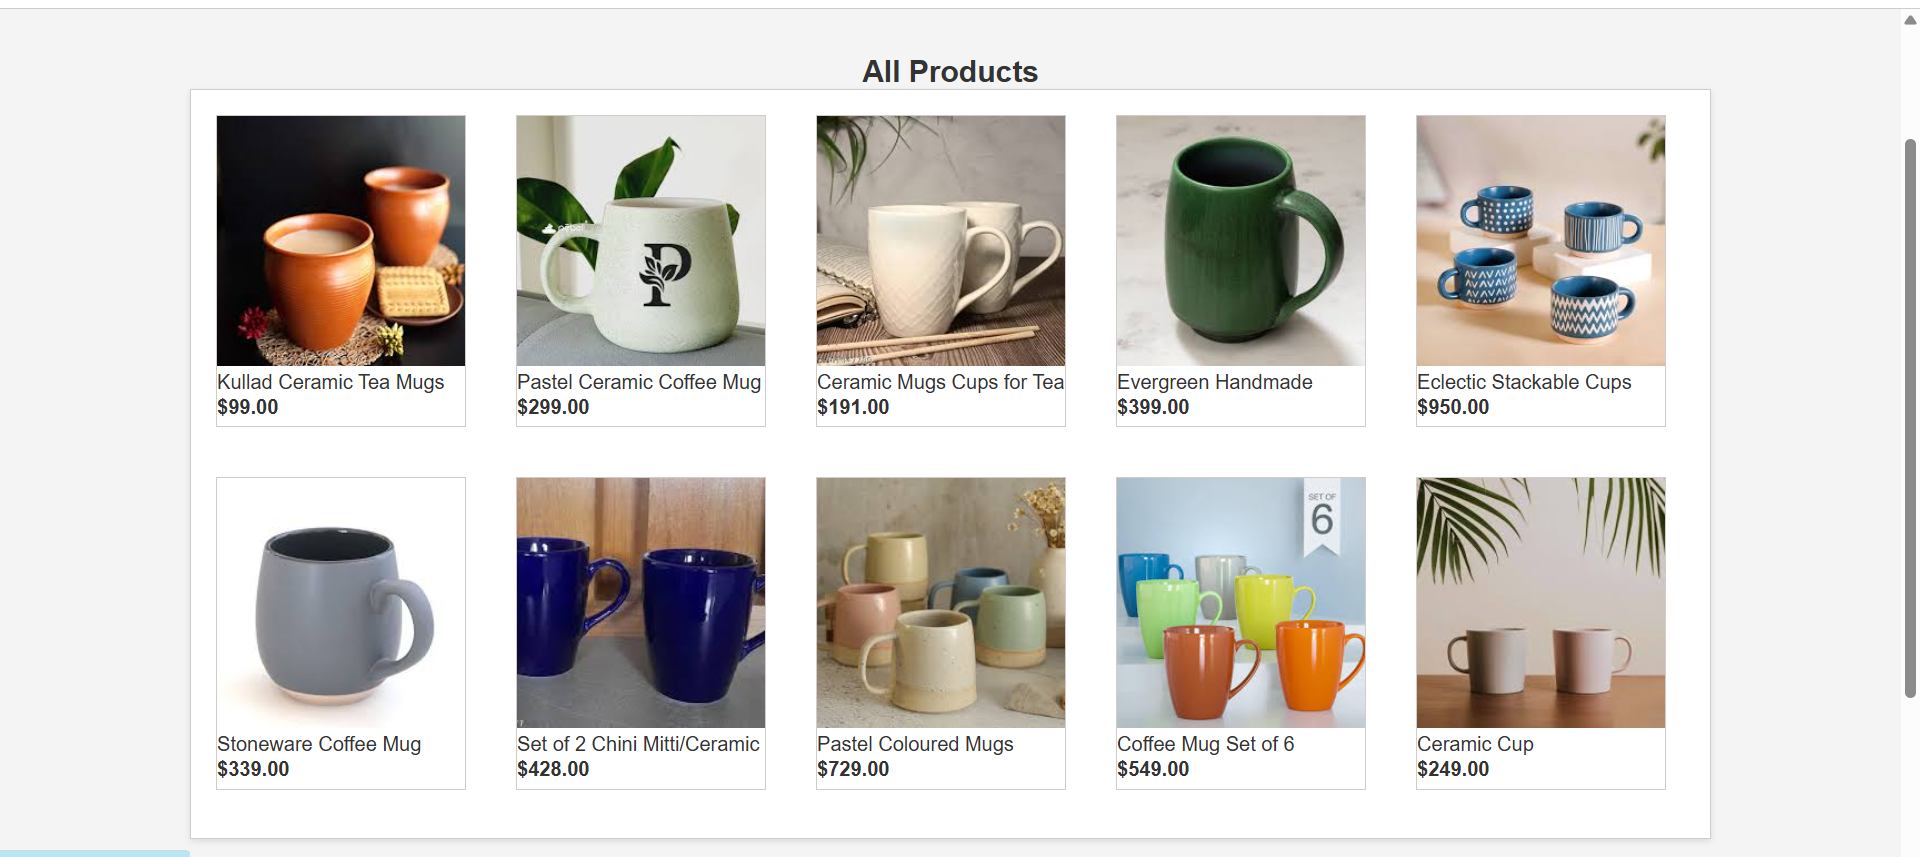 All Products
P
Kullad Ceramic Tea Mugs
$99.00
Pastel Ceramic Coffee Mug
$299.00
Ceramic Mugs Cups for Tea
$191.00
Evergreen Handmade
$399.00
Eclectic Stackable Cups
$950.00
SET OF
6
Stoneware Coffee Mug
$339.00
Set of 2 Chini Mitti/Ceramic
$428.00
Pastel Coloured Mugs
$729.00
Coffee Mug Set of 6
$549.00
Ceramic Cup
$249.00